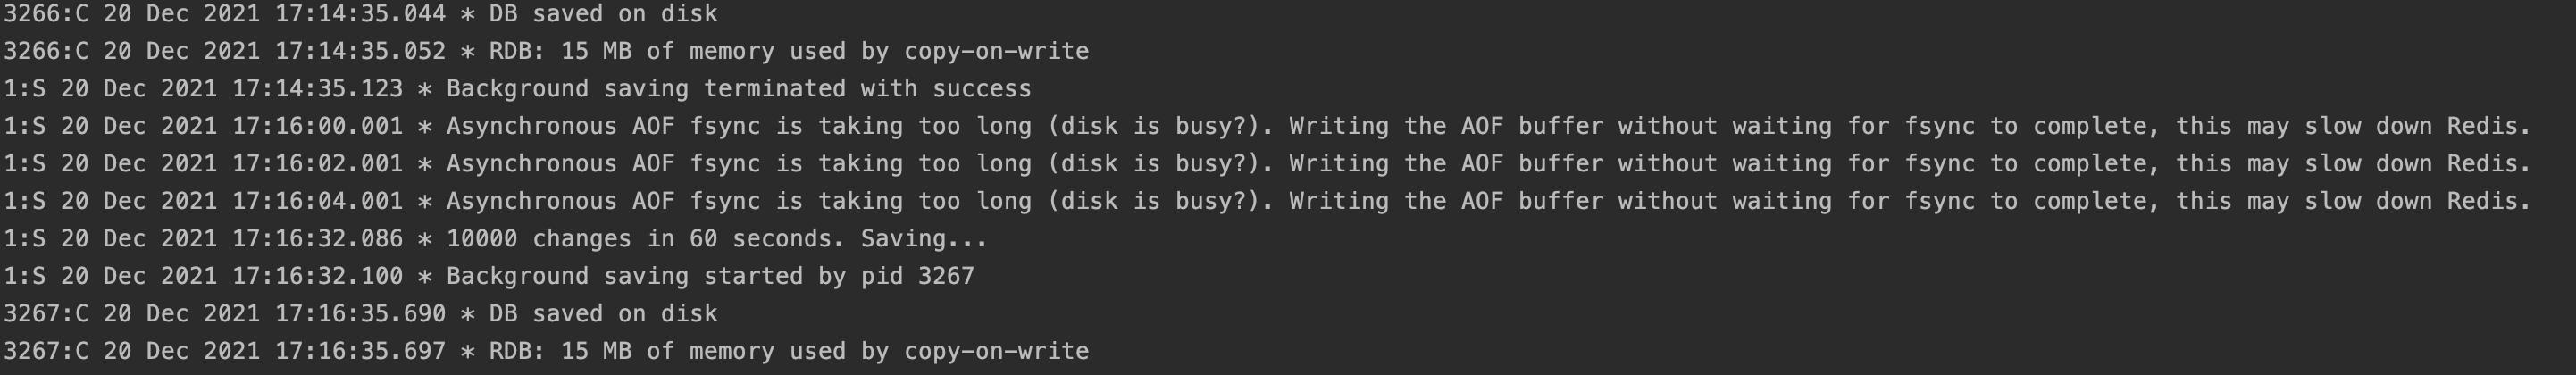 3266:C 20 Dec 2021 17:14:35.044 * DB saved on disk
3266:C 20 Dec 2021 17:14:35.052 * RDB: 15 MB of memory used by copy-on-write
1:S 20 Dec 2021 17:14:35.123 * Background saving terminated with success
1:S 20 Dec 2021 17:16:00.001 * Asynchronous AOF fsync is taking too long (disk is busy?). Writing the AOF buffer without waiting for fsync to complete, this may slow down Redis.
1:S 20 Dec 2021 17:16:02.001 * Asynchronous AOF fsync is taking too long (disk is busy?). Writing the AOF buffer without waiting for fsync to complete, this may slow down Redis.
1:S 20 Dec 2021 17:16:04.001 * Asynchronous AOF fsync is taking too long (disk is busy?). Writing the AOF buffer without waiting for fsync to complete, this may slow down Redis.
1:S 20 Dec 2021 17:16:32.086 * 10000 changes in 60 seconds. Saving...
1:S 20 Dec 2021 17:16:32.100 * Background saving started by pid 3267
3267:C 20 Dec 2021 17:16:35.690 * DB saved on disk
3267:C 20 Dec 2021 17:16:35.697 * RDB: 15 MB of memory used by copy-on-write